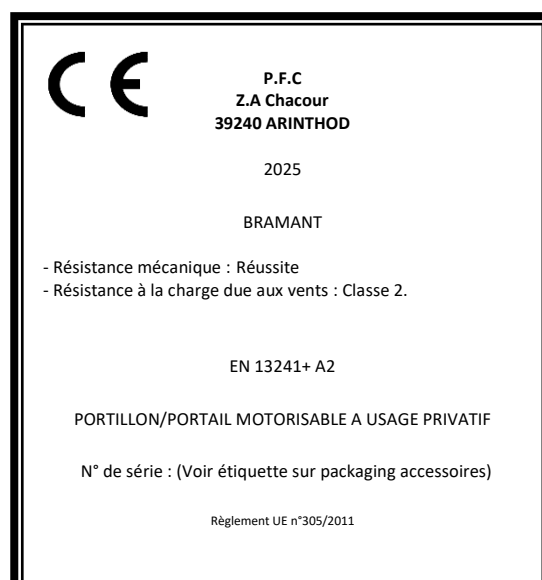 CE
P.F.C
Z.A Chacour
39240 ARINTHOD
2025
BRAMANT
- Résistance mécanique : Réussite
- Résistance à la charge due aux vents : Classe 2.
EN 13241+ A2
PORTILLON/PORTAIL MOTORISABLE A USAGE PRIVATIF
N° de série : (Voir étiquette sur packaging accessoires)
Règlement UE n°305/2011